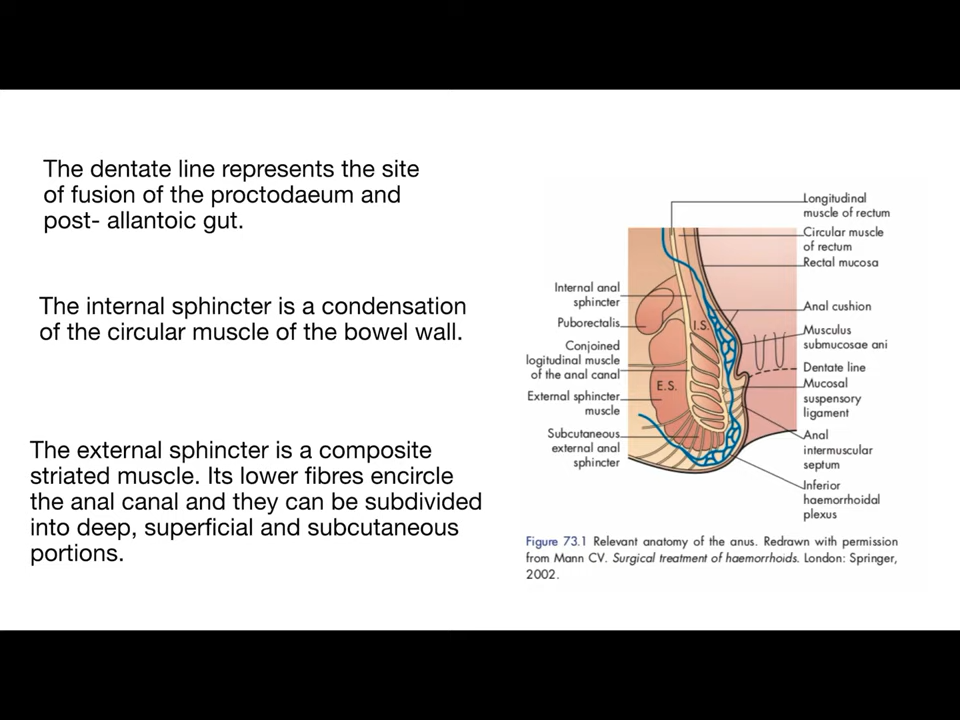 The dentate line represents the site
of fusion of the proctodaeum and
post- allantoic gut.
The internal sphincter is a condensation
of the circular muscle of the bowel wall.
The external sphincter is a composite
striated muscle. Its lower fibres encircle
the anal canal and they can be subdivided
into deep, superficial and subcutaneous
portions.
Internal anal
sphincter
Puborectalis
Conjoined
logitudinal muscle
of the anal canal
External sphincter
muscle
Subcutaneous
external anal
sphincter
I.S.
E.S.
Longitudinal
muscle of rectum
Circular muscle
of rectum
Rectal mucosa
Anal cushion
Musculus
submucosae ani
Dentate line
Mucosal
suspensory
ligament
Anal
intermuscular
septum
Inferior
haemorrhoidal
plexus
Figure 73.1 Relevant anatomy of the anus. Redrawn with permission
from Mann CV. Surgical treatment of haemorrhoids. London: Springer,
2002.